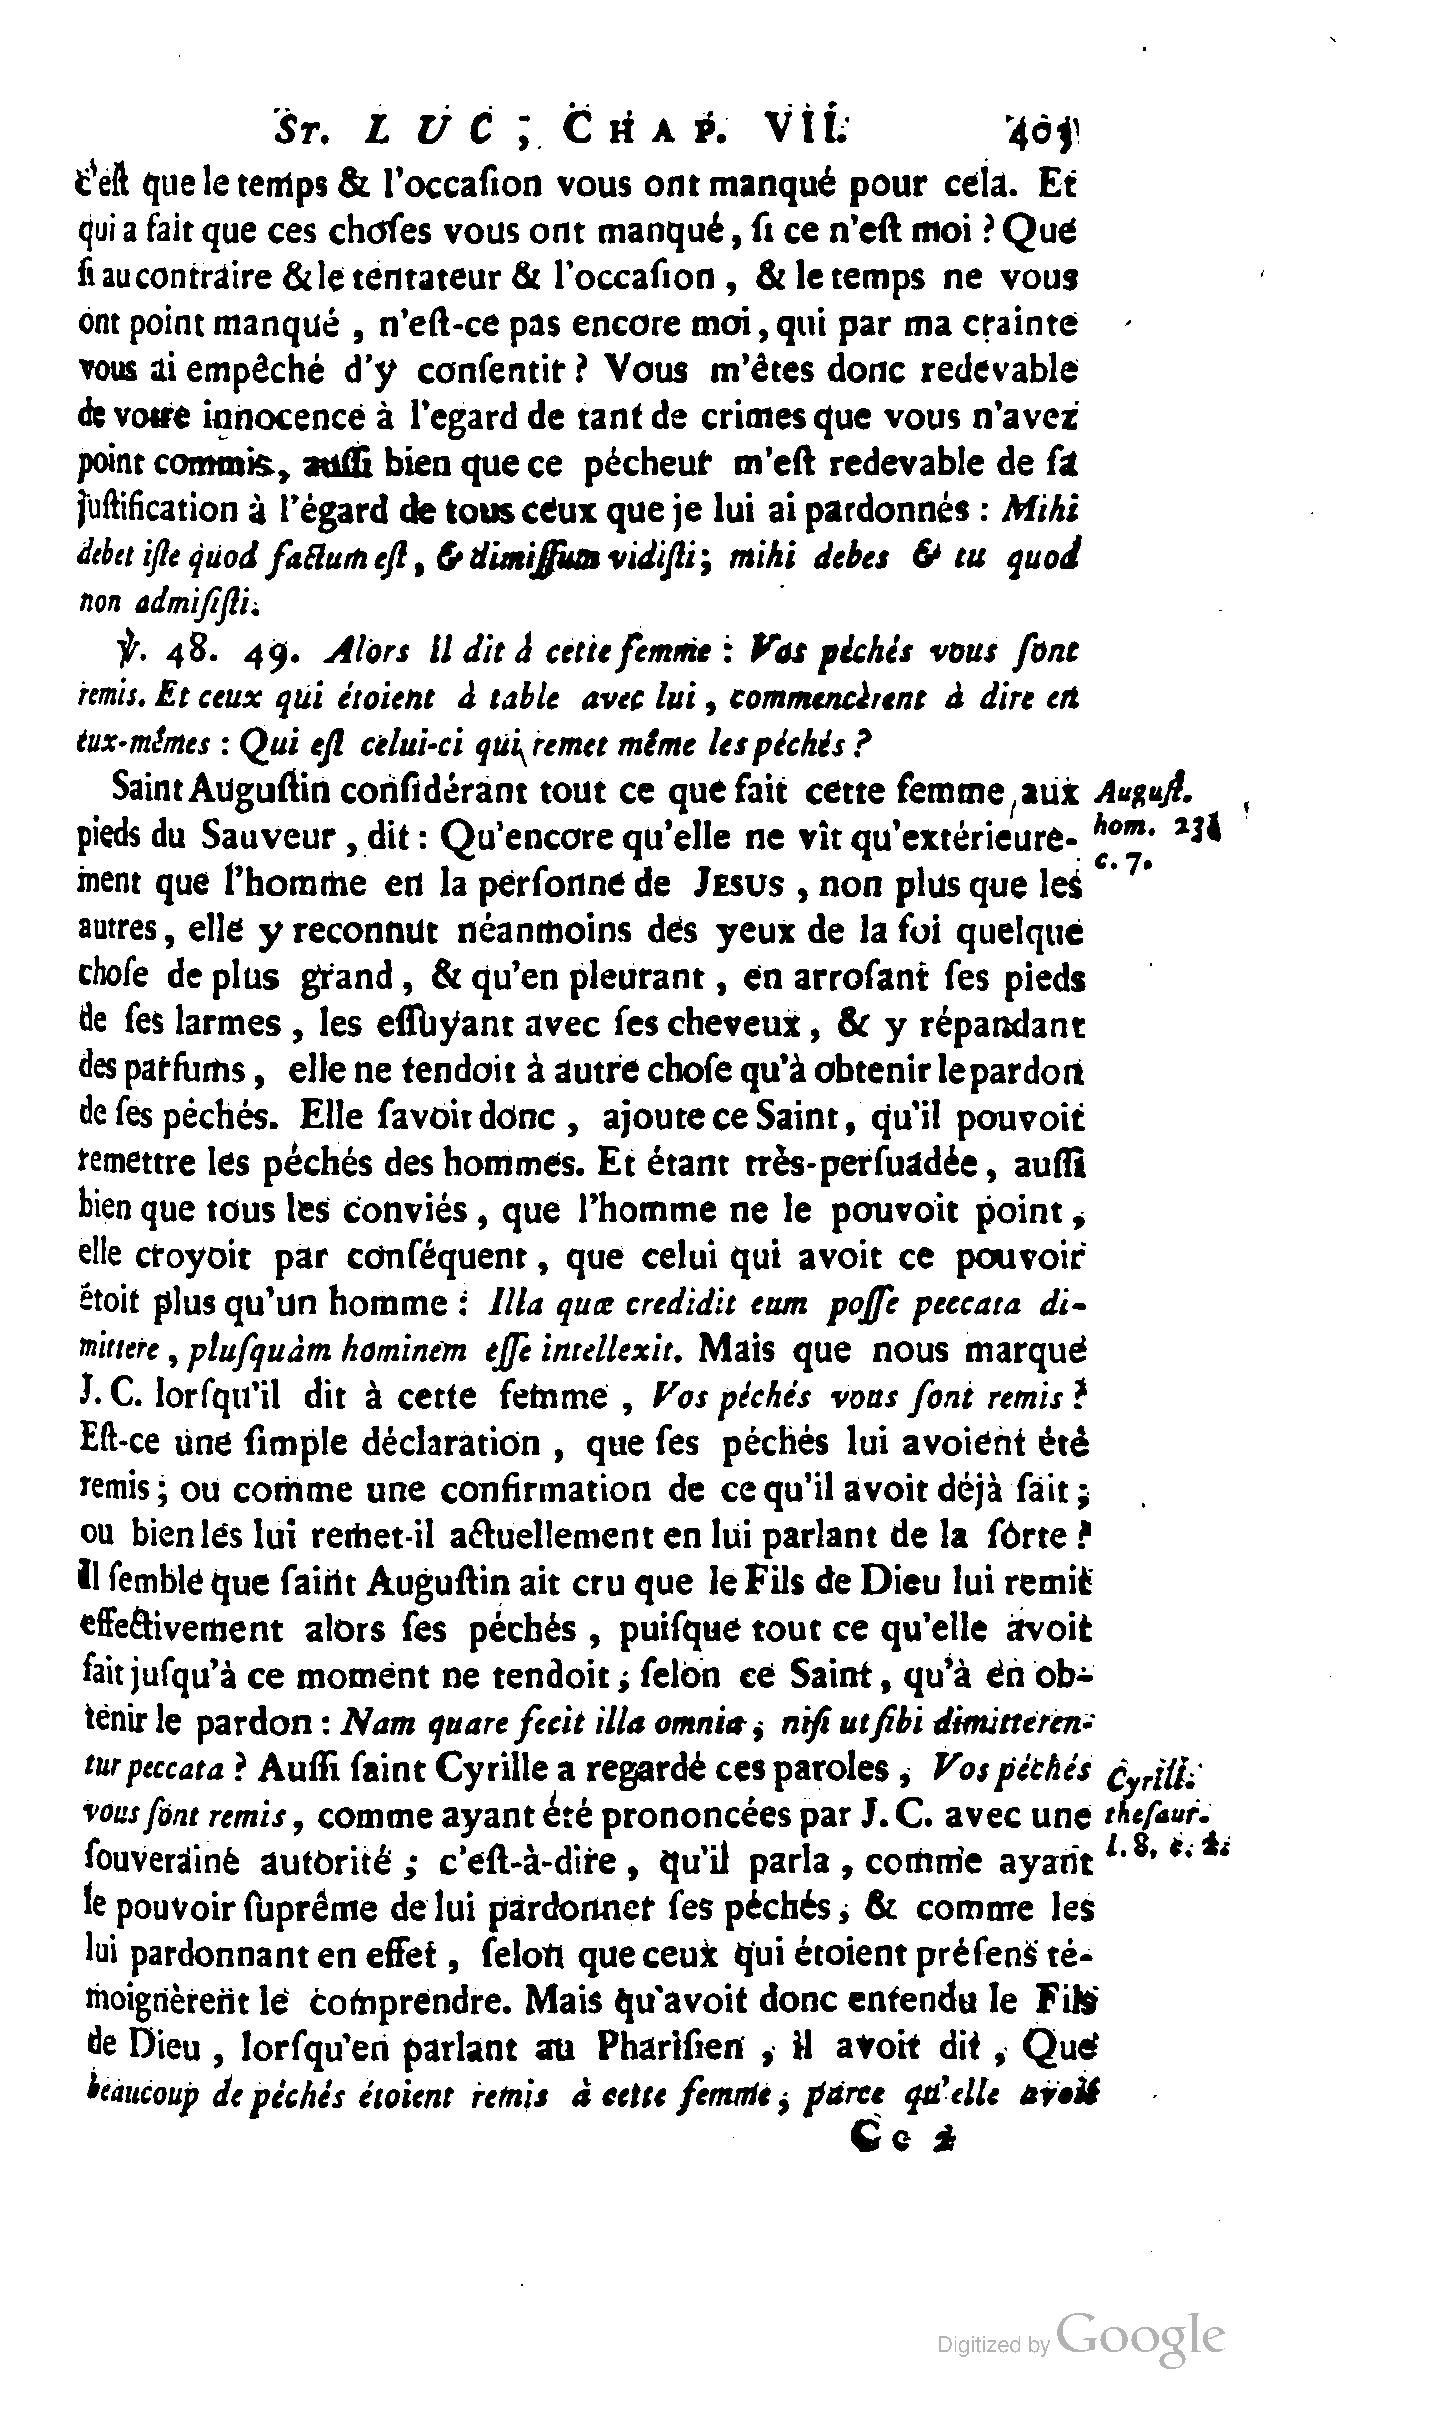 St. LUC, CHAP. VII.
c'eſt que le temps & l'occaſion vous ont manqué pour cela. Et
qui a fait que ces choſes vous ont manqué, ſi ce n'eſt moi ? Que
ſi au contraire & le tentateur & l'occaſion, & le temps ne vous
ont point manqué, n'eſt-ce pas encore moi, qui par ma crainte
vous ai empêché d'y conſentir ? Vous m'êtes donc redevable
de votre innocence à l'egard de tant de crimes que vous n'avez
point commis, auſſi bien que ce pécheur m'eſt redevable de ſa
juſtification à l'égard de tous ceux que je lui ai pardonnés : Mihi
debet iſte quod factum eſt, & dimiſſum vidiſti; mihi debes & tu quod
non admiſiſti.
℣. 48. 49. Alors il dit à cette femme : Vos péchés vous ſont
remis. Et ceux qui étoient à table avec lui, commencèrent à dire en
eux-mêmes : Qui eſt celui-ci qui remet même les péchés ?
Saint Auguſtin conſidérant tout ce que fait cette femme aux
pieds du Sauveur, dit : Qu'encore qu'elle ne vît qu'extérieure-
ment que l'homme en la perſonne de JESUS, non plus que les
autres, elle y reconnut néanmoins des yeux de la foi quelque
choſe de plus grand, & qu'en pleurant, en arroſant ſes pieds
de ſes larmes, les eſſuyant avec ſes cheveux, & y répandant
des parfums, elle ne tendoit à autre choſe qu'à obtenir le pardon
de ſes péchés. Elle ſavoit donc, ajoute ce Saint, qu'il pouvoit
remettre les péchés des hommes. Et étant très-perſuadée, auſſi
bien que tous les conviés, que l'homme ne le pouvoit point,
elle croyoit par conſéquent, que celui qui avoit ce pouvoir
étoit plus qu'un homme : Illa quæ credidit eum poſſe peccata di-
mittere, pluſquàm hominem eſſe intellexit. Mais que nous marque
J. C. lorſqu'il dit à cette femme, Vos péchés vous ſont remis ?
Eſt-ce une ſimple déclaration, que ſes péchés lui avoient été
remis; ou comme une confirmation de ce qu'il avoit déjà fait;
ou bien les lui remet-il actuellement en lui parlant de la ſorte ?
Il ſemble que ſaint Auguſtin ait cru que le Fils de Dieu lui remit
effectivement alors ſes péchés, puiſque tout ce qu'elle avoit
fait juſqu'à ce moment ne tendoit, ſelon ce Saint, qu'à en ob-
tenir le pardon : Nam quare fecit illa omnia, niſi ut ſibi dimitteren-
tur peccata ? Auſſi ſaint Cyrille a regardé ces paroles, Vos péchés
vous ſont remis, comme ayant été prononcées par J. C. avec une
ſouveraine autorité; c'eſt-à-dire, qu'il parla, comme ayant
le pouvoir ſuprême de lui pardonner ſes péchés, & comme les
lui pardonnant en effet, ſelon que ceux qui étoient préſens té-
moignèrent le comprendre. Mais qu'avoit donc entendu le Fils
de Dieu, lorſqu'en parlant au Phariſien, il avoit dit, Que
beaucoup de péchés étoient remis à cette femme, parce qu'elle avoit
Cc
Auguſt.
hom.
c. 7.
Cyrill.
theſaur.
l. 8.
Digitized by Google